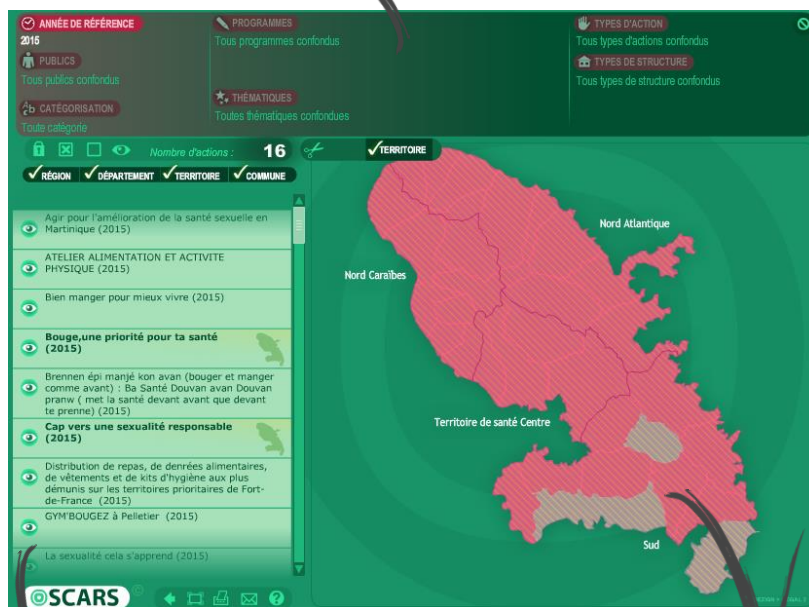 ANNÉE DE RÉFÉRENCE
2015
PUBLICS
Tous publics confondus
Ab CATÉGORISATION
Toute catégorie
PROGRAMMES
Tous programmes confondus
THÉMATIQUES
Toutes thématiques confondues
TYPES D'ACTION
Tous types d'actions confondus
TYPES DE STRUCTURE
Tous types de structure confondus
Nombre d'actions : 16
TERRITOIRE
RÉGION DÉPARTEMENT TERRITOIRE COMMUNE
Agir pour l'amélioration de la santé sexuelle en
Martinique (2015)
ATELIER ALIMENTATION ET ACTIVITE
PHYSIQUE (2015)
Bien manger pour mieux vivre (2015)
Bouge,une priorité pour ta santé
(2015)
Brennen épi manjé kon avan (bouger et manger
comme avant) : Ba Santé Douvan avan Douvan
pranw ( met la santé devant avant que devant
te prenne) (2015)
Cap vers une sexualité responsable
(2015)
Distribution de repas, de denrées alimentaires,
de vêtements et de kits d'hygiène aux plus
démunis sur les territoires prioritaires de Fort-
de-France (2015)
GYM'BOUGEZ à Pelletier (2015)
La sexualité cela s'apprend (2015)
Nord Atlantique
Nord Caraïbes
Territoire de santé Centre
Sud
OSCARS
?